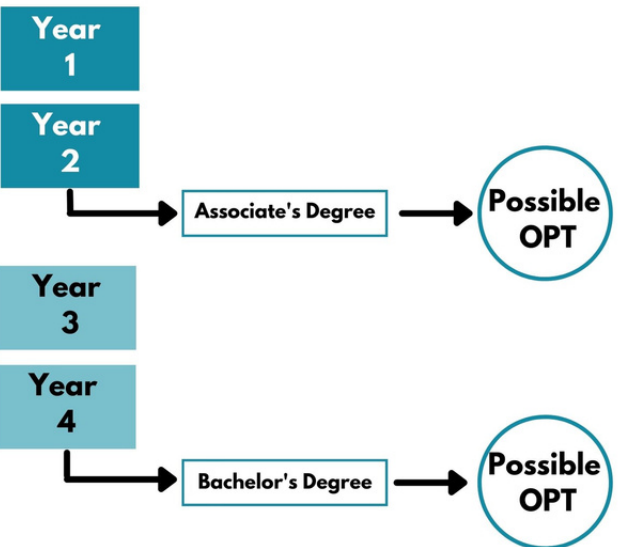 Year
1
Year
2
Associate's Degree
Possible
OPT
Year
3
Year
4
Bachelor's Degree
Possible
OPT